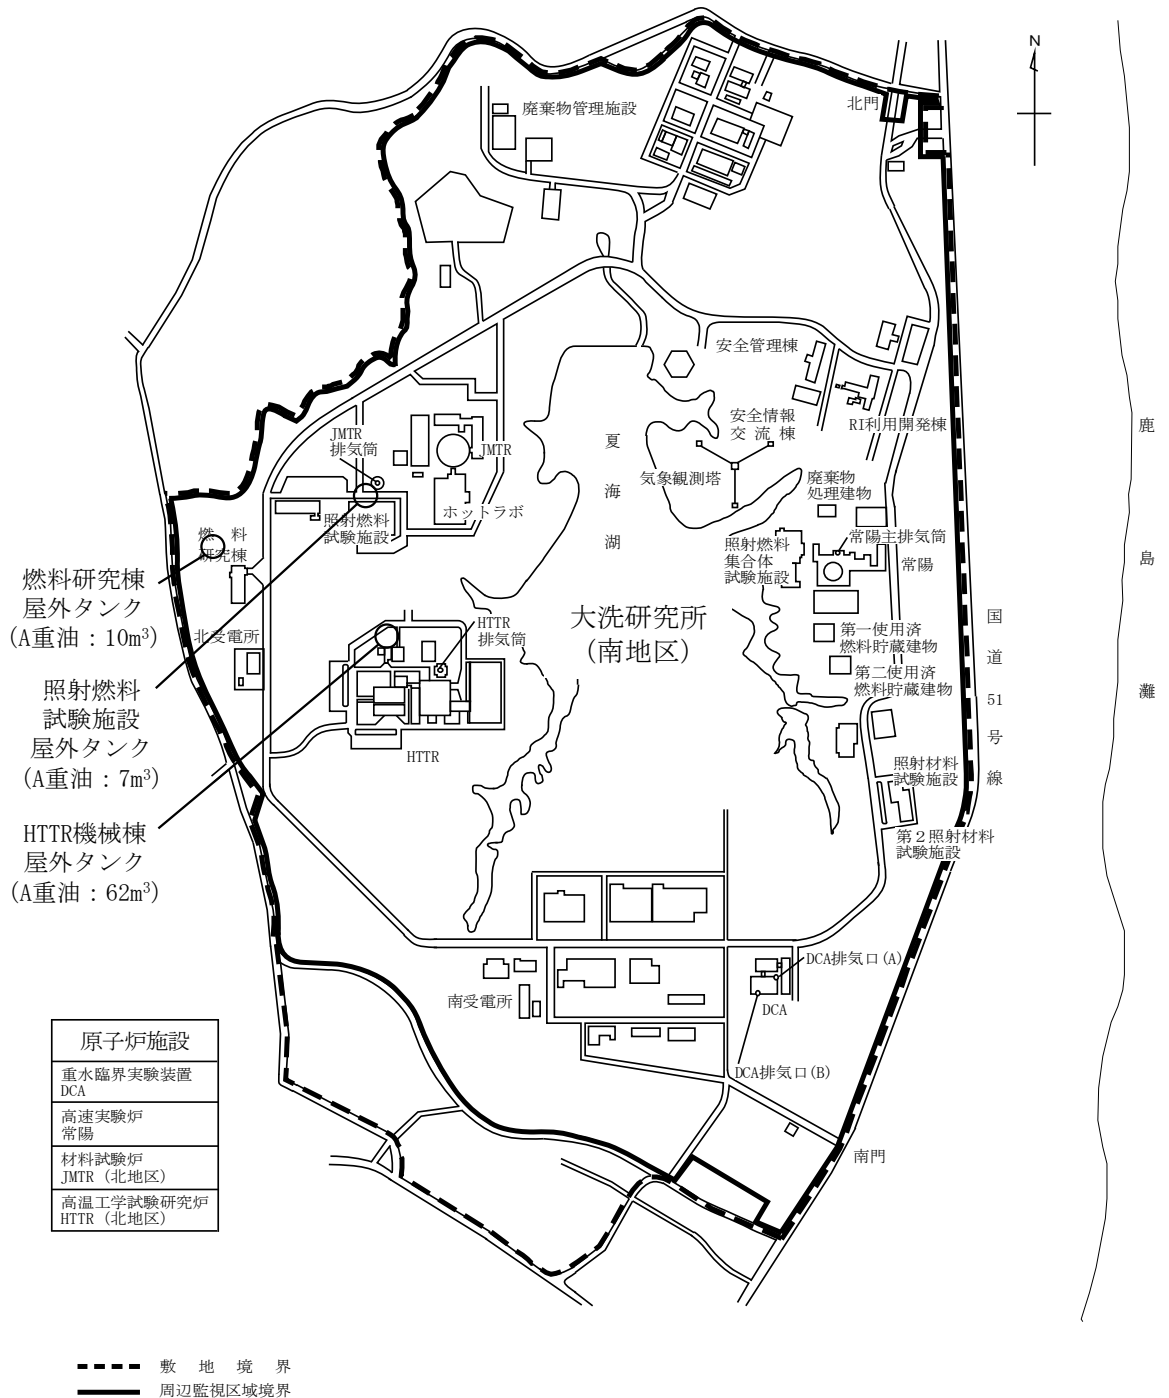 N
北門
廃棄物管理施設
安全管理棟
安全情報
交流棟
RI利用開発棟
気象観測塔
廃棄物
処理建物
夏海湖
鹿島灘
JMTR
排気筒
JMTR
ホットラボ
照射燃料
試験施設
燃料
研究棟
照射燃料
集合体
試験施設
常陽主排気筒
常陽
燃料研究棟
屋外タンク
(A重油：10m³)
北受電所
HTTR
排気筒
大洗研究所
(南地区)
第一使用済
燃料貯蔵建物
第二使用済
燃料貯蔵建物
国道51号線
照射燃料
試験施設
屋外タンク
(A重油：7m³)
HTTR
照射材料
試験施設
第２照射材料
試験施設
HTTR機械棟
屋外タンク
(A重油：62m³)
DCA排気口(A)
南受電所
DCA
DCA排気口(B)
南門
原子炉施設
重水臨界実験装置
DCA
高速実験炉
常陽
材料試験炉
JMTR (北地区)
高温工学試験研究炉
HTTR (北地区)
敷地境界
周辺監視区域境界